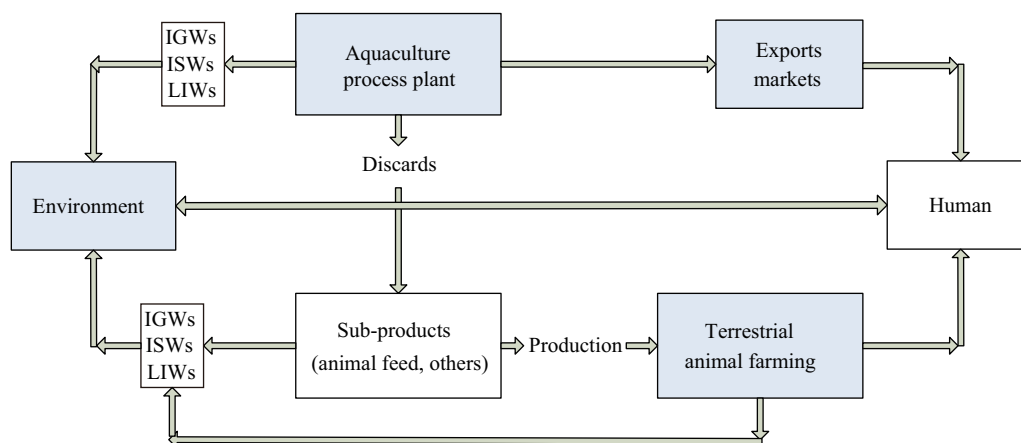 IGWs
ISWs
LIWs
Aquaculture
process plant
Exports
markets
Discards
Environment
Human
IGWs
ISWs
LIWs
Sub-products
(animal feed, others)
Production
Terrestrial
animal farming